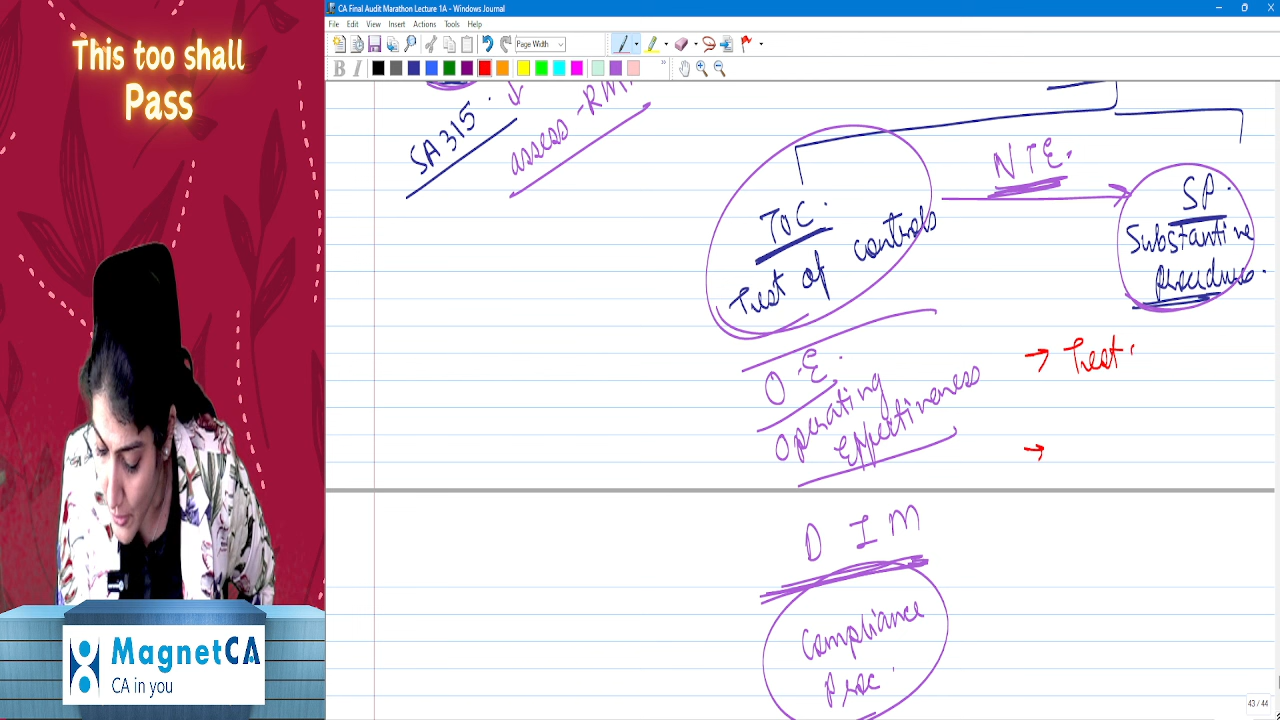 CA Final Audit Marathon Lecture 1A - Windows Journal
File Edit View Insert Actions Tools Help
Page Width
B I
This too shall
Pass
SA 315.
assess - RMM
NTE.
TOC.
Test of controls
SP.
Substantive
procedures.
O.E.
Operating
Effectiveness
→ Test
→
D I M
Compliance
Proc
MagnetCA
CA in you
43 / 44